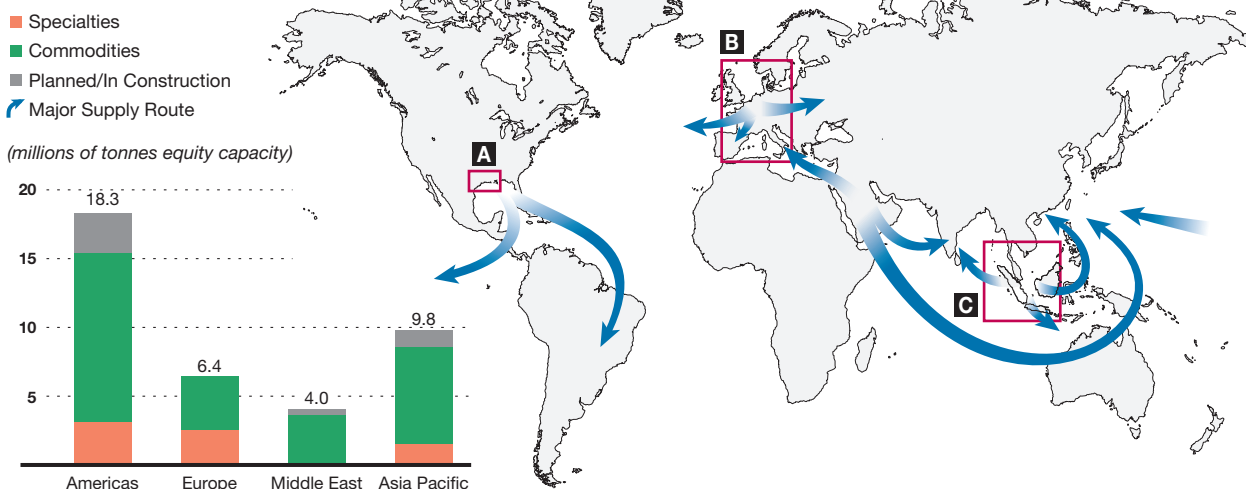 Specialties
Commodities
Planned/In Construction
Major Supply Route
(millions of tonnes equity capacity)
20
18.3
15
10
9.8
6.4
5
4.0
Americas Europe Middle East Asia Pacific
A
B
C